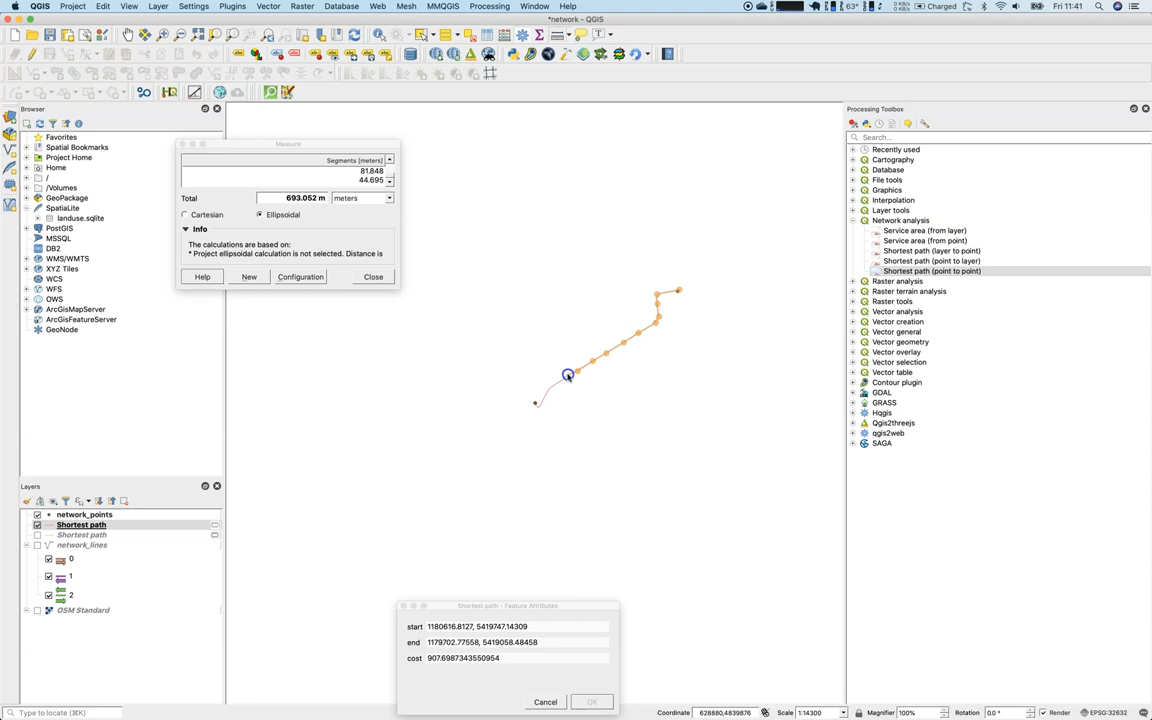 QGIS Project Edit View Layer Settings Plugins Vector Raster Database Web Mesh MMQGIS Processing Window Help
63° 0 KB/s 0 KB/s Charged Fri 11:41
*network - QGIS
Browser
Favorites
Spatial Bookmarks
Project Home
Home
/
/Volumes
GeoPackage
SpatiaLite
landuse.sqlite
PostGIS
MSSQL
DB2
WMS/WMTS
XYZ Tiles
WCS
WFS
OWS
ArcGisMapServer
ArcGisFeatureServer
GeoNode
Measure
Segments [meters]
81.848
44.695
Total 693.052 m meters
Cartesian Ellipsoidal
Info
The calculations are based on:
* Project ellipsoidal calculation is not selected. Distance is
Help New Configuration Close
Processing Toolbox
Search...
Recently used
Cartography
Database
File tools
Graphics
Interpolation
Layer tools
Network analysis
Service area (from layer)
Service area (from point)
Shortest path (layer to point)
Shortest path (point to layer)
Shortest path (point to point)
Raster analysis
Raster terrain analysis
Raster tools
Vector analysis
Vector creation
Vector general
Vector geometry
Vector overlay
Vector selection
Vector table
Contour plugin
GDAL
GRASS
Hqgis
Qgis2threejs
qgis2web
SAGA
Layers
network_points
Shortest path
Shortest path
network_lines
0
1
2
OSM Standard
Shortest path - Feature Attributes
start 1180616.8127, 5419747.14309
end 1179702.77558, 5419058.48458
cost 907.6987343550954
Cancel OK
Type to locate (⌘K)
Coordinate 628880,4839876 Scale 1:14300 Magnifier 100% Rotation 0.0° Render EPSG:32632